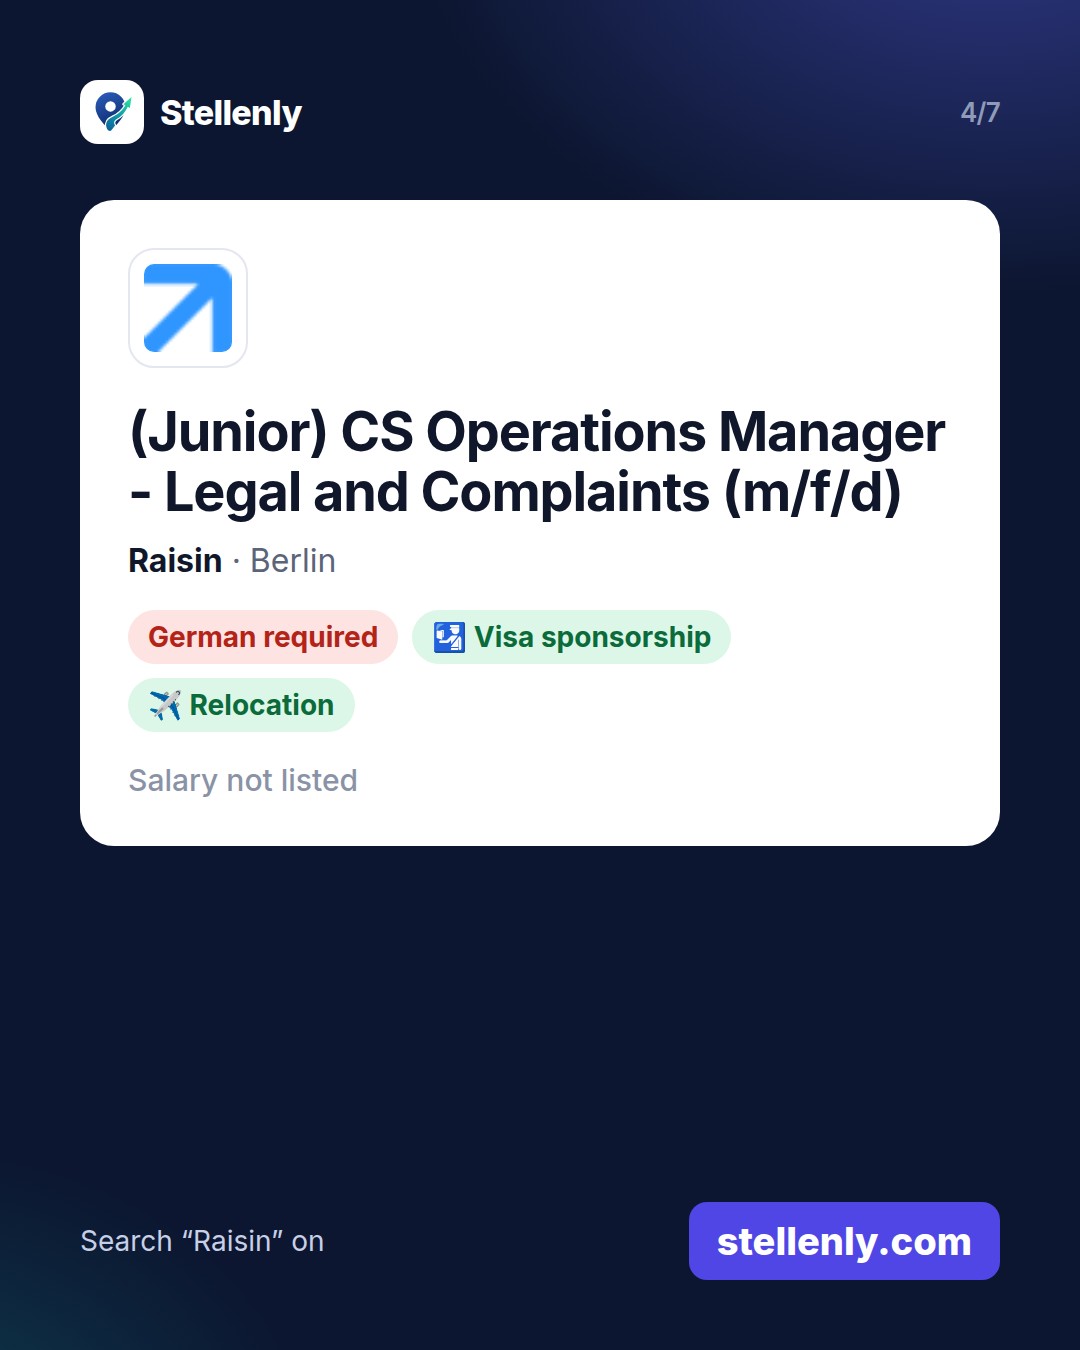 Stellenly
4/7
(Junior) CS Operations Manager
- Legal and Complaints (m/f/d)
Raisin · Berlin
German required
🛂 Visa sponsorship
✈️ Relocation
Salary not listed
Search “Raisin” on
stellenly.com